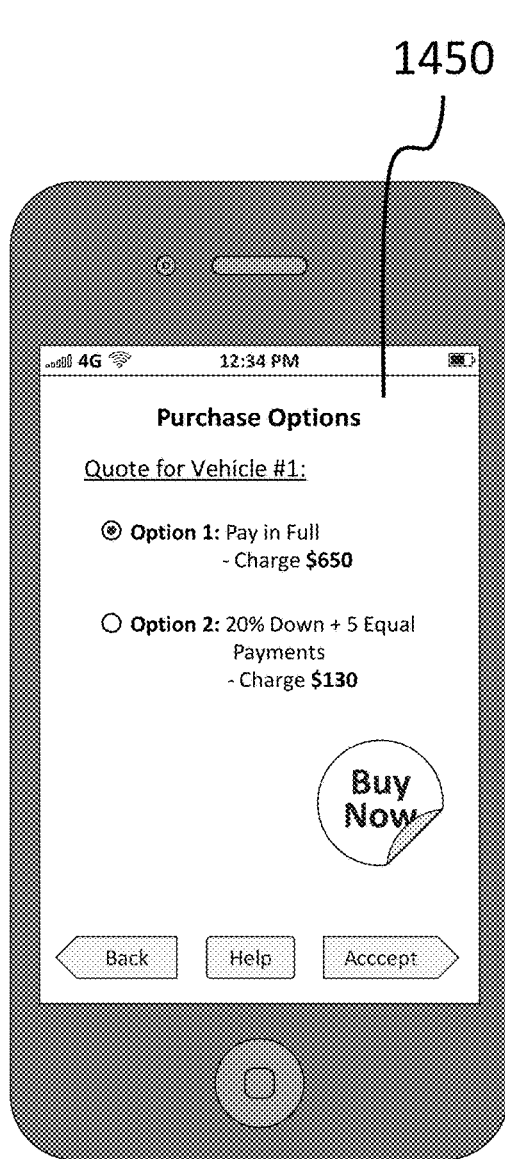 1450
4G 12:34 PM
Purchase Options
Quote for Vehicle #1:
Option 1: Pay in Full
- Charge $650
Option 2: 20% Down + 5 Equal
Payments
- Charge $130
Buy
Now
Back Help Acccept